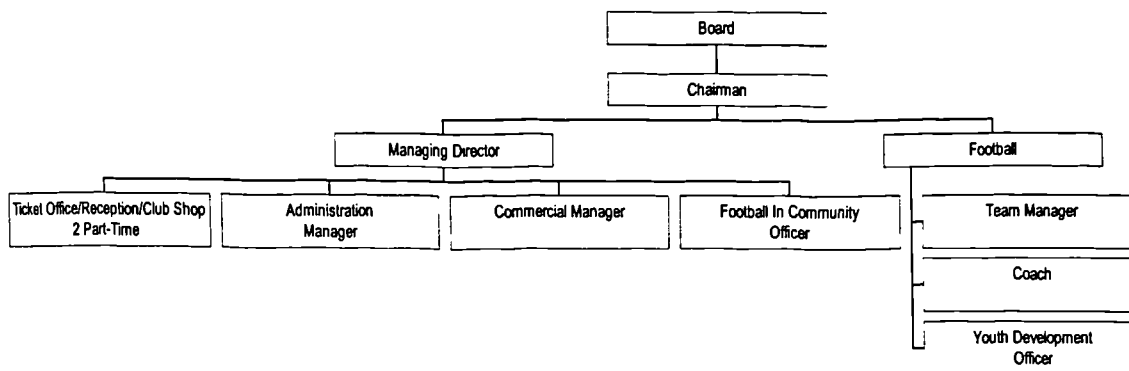 Board
Chairman
Managing Director
Football
Ticket Office/Reception/Club Shop
2 Part-Time
Administration
Manager
Commercial Manager
Football In Community
Officer
Team Manager
Coach
Youth Development
Officer